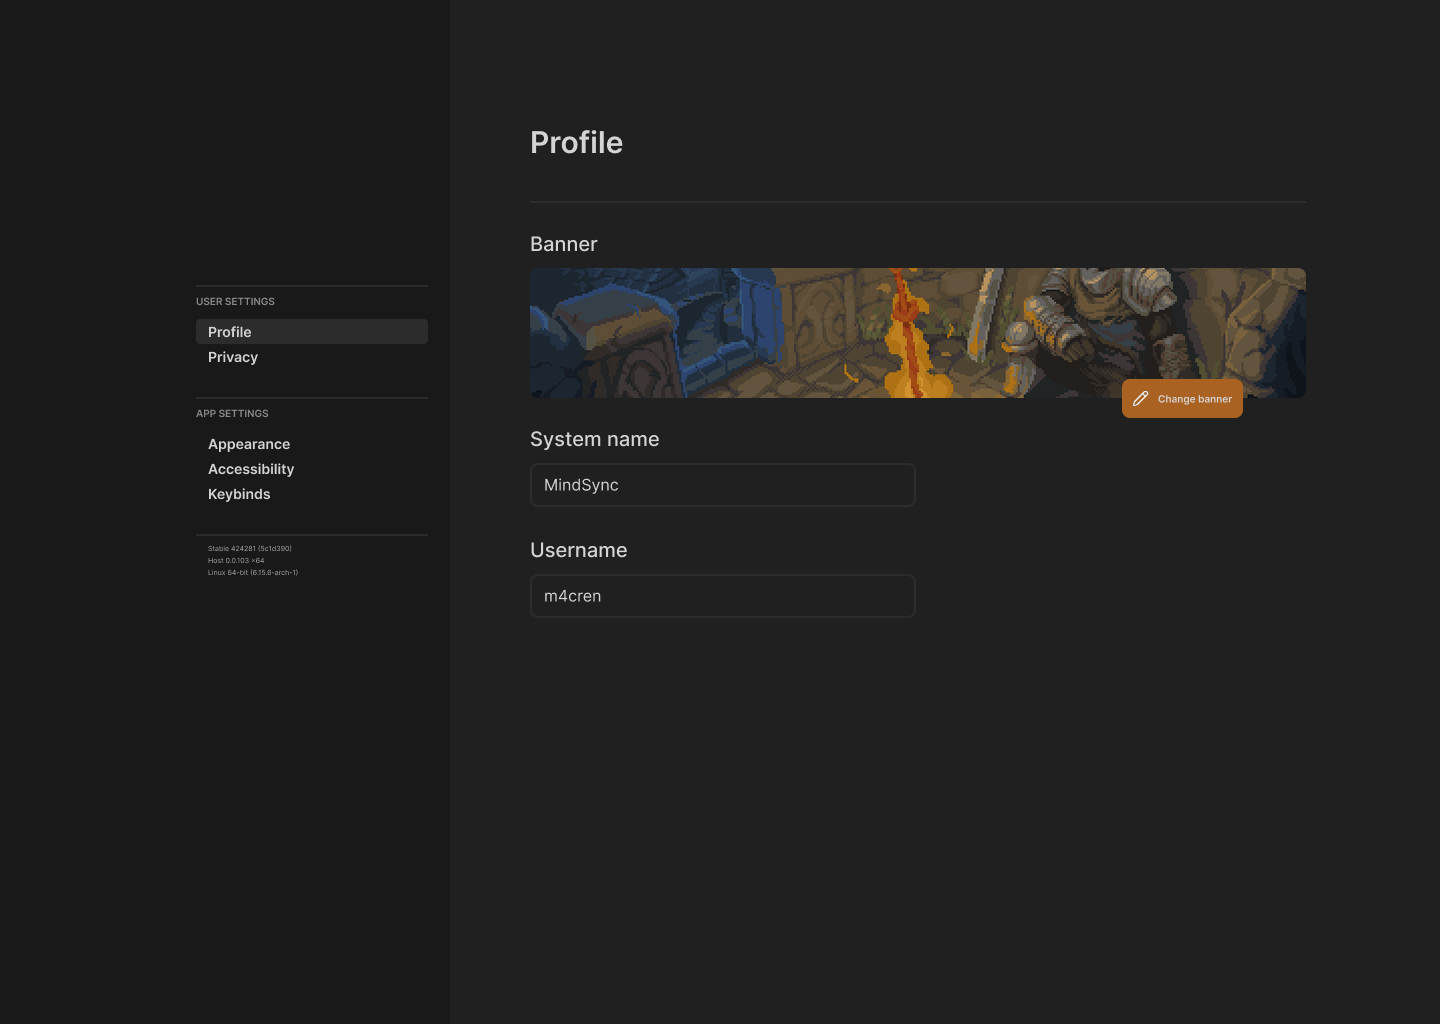 USER SETTINGS
Profile
Privacy
APP SETTINGS
Appearance
Accessibility
Keybinds
Stable 424281 (5c1d390)
Host 0.0.103 x64
Linux 64-bit (6.15.6-arch-1)
Profile
Banner
Change banner
System name
MindSync
Username
m4cren